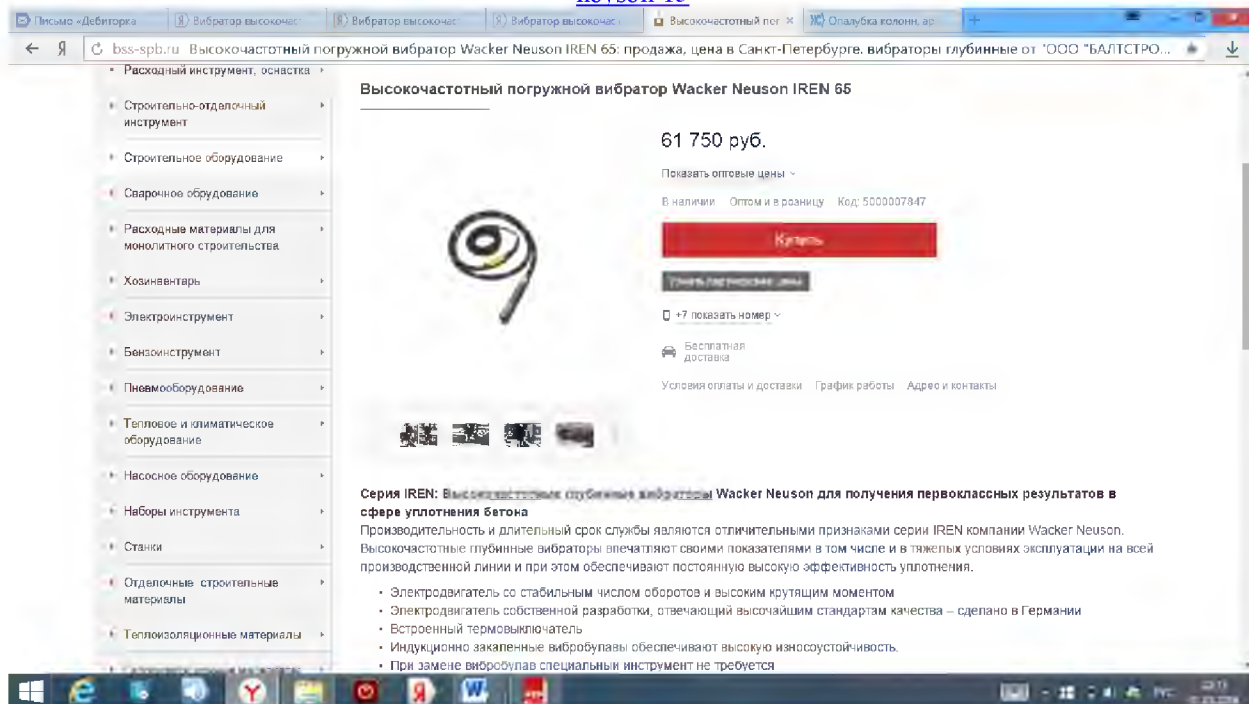 Письмо «Дебиторка
Вибратор высокочас
Вибратор высокочас
Вибратор высокочас
Высокочастотный пог
Опалубка колонн, ар
bss-spb.ru Высокочастотный погружной вибратор Wacker Neuson IREN 65: продажа, цена в Санкт-Петербурге. вибраторы глубинные от "ООО "БАЛТСТРО...
Расходный инструмент, оснастка
Строительно-отделочный
инструмент
Строительное оборудование
Сварочное обрудование
Расходные материалы для
монолитного строительства
Хозинвентарь
Электроинструмент
Бензоинструмент
Пневмооборудование
Тепловое и климатическое
оборудование
Насосное оборудование
Наборы инструмента
Станки
Отделочные строительные
материалы
Теплоизоляционные материалы
Высокочастотный погружной вибратор Wacker Neuson IREN 65
61 750 руб.
Показать оптовые цены
В наличии Оптом и в розницу Код: 5000007847
Купить
+7 показать номер
Бесплатная
доставка
Условия оплаты и доставки График работы Адрес и контакты
Серия IREN: Высокочастотные глубинные вибраторы Wacker Neuson для получения первоклассных результатов в
сфере уплотнения бетона
Производительность и длительный срок службы являются отличительными признаками серии IREN компании Wacker Neuson.
Высокочастотные глубинные вибраторы впечатляют своими показателями в том числе и в тяжелых условиях эксплуатации на всей
производственной линии и при этом обеспечивают постоянную высокую эффективность уплотнения.
• Электродвигатель со стабильным числом оборотов и высоким крутящим моментом
• Электродвигатель собственной разработки, отвечающий высочайшим стандартам качества – сделано в Германии
• Встроенный термовыключатель
• Индукционно закаленные вибробулавы обеспечивают высокую износоустойчивость.
• При замене вибробулав специальный инструмент не требуется